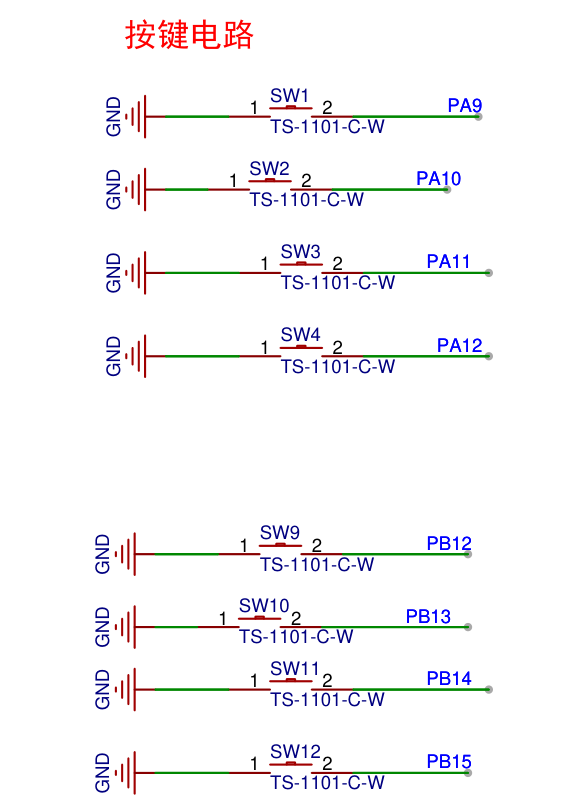 按键电路
SW1
GND 1 2 PA9
TS-1101-C-W
SW2
GND 1 2 PA10
TS-1101-C-W
SW3
GND 1 2 PA11
TS-1101-C-W
SW4
GND 1 2 PA12
TS-1101-C-W
SW9
GND 1 2 PB12
TS-1101-C-W
SW10
GND 1 2 PB13
TS-1101-C-W
SW11
GND 1 2 PB14
TS-1101-C-W
SW12
GND 1 2 PB15
TS-1101-C-W